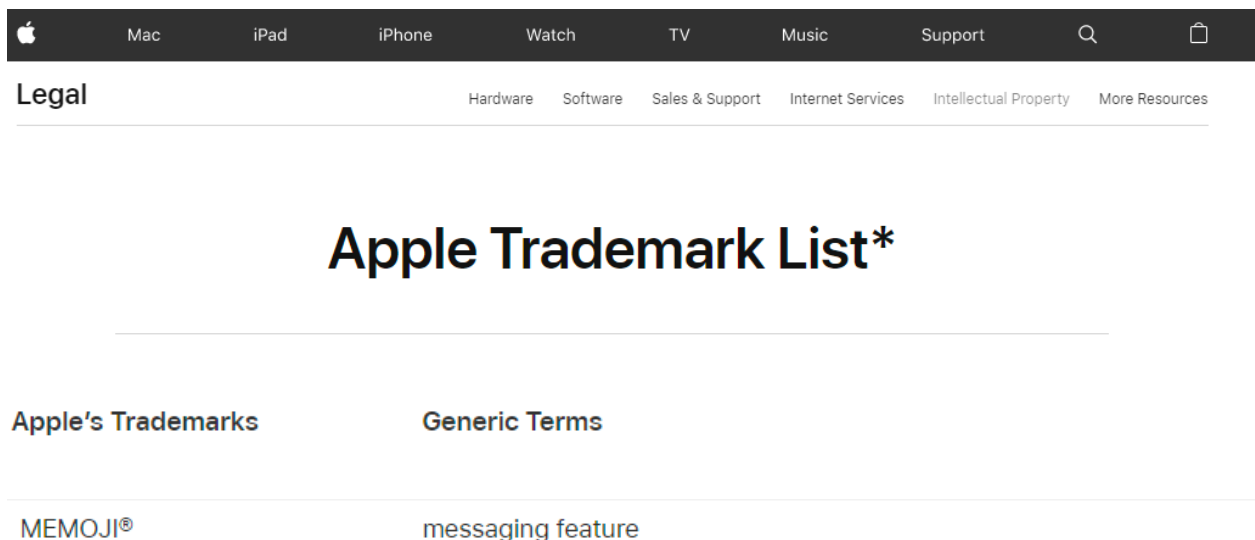 Mac iPad iPhone Watch TV Music Support
Legal Hardware Software Sales & Support Internet Services Intellectual Property More Resources
Apple Trademark List*
Apple's Trademarks Generic Terms
MEMOJI® messaging feature